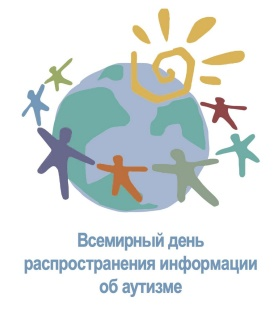 Всемирный день
распространения информации
об аутизме